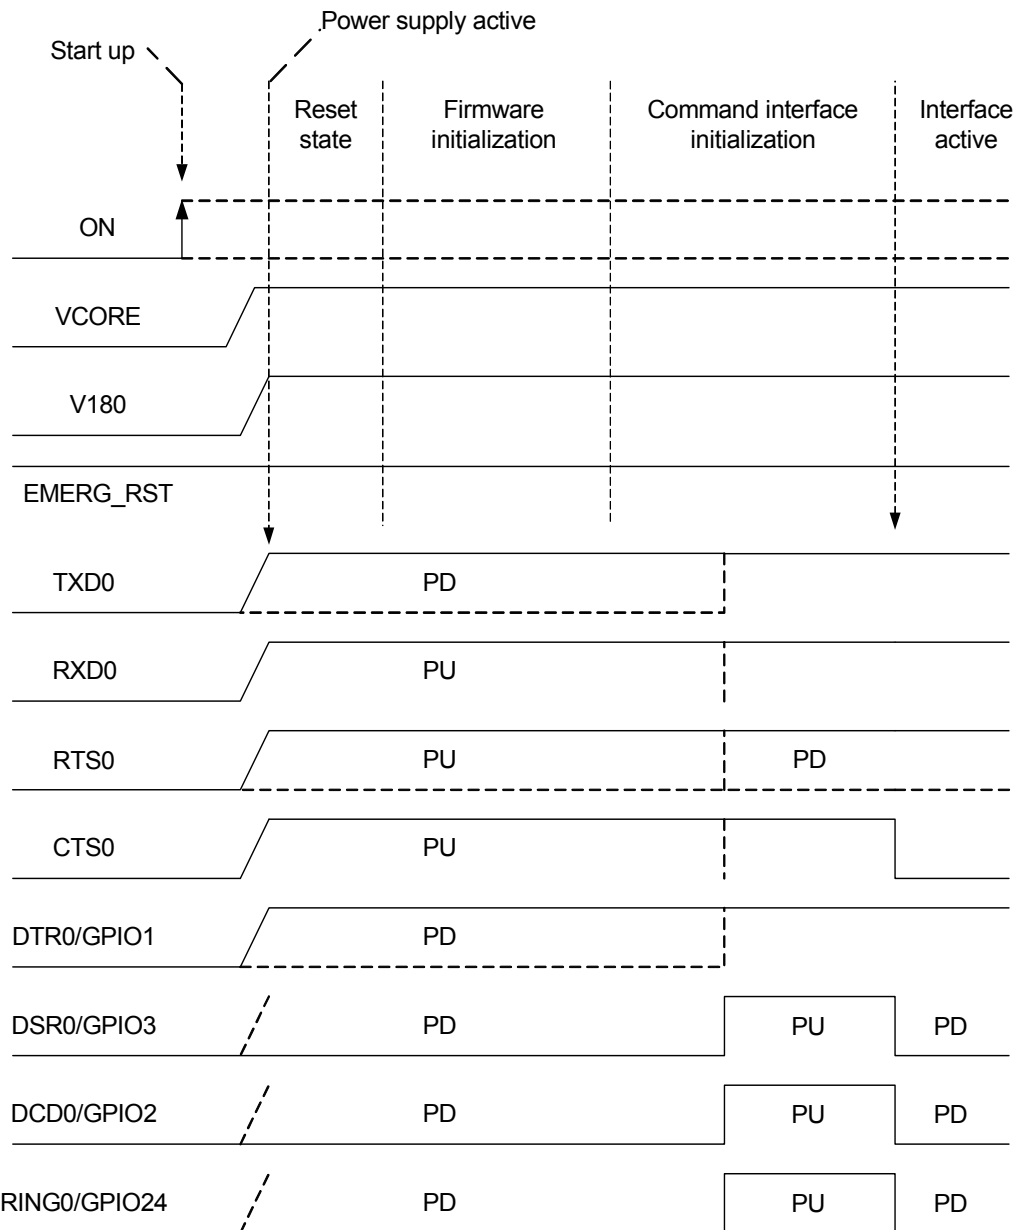 Power supply active
Start up
Reset state
Firmware initialization
Command interface initialization
Interface active
ON
VCORE
V180
EMERG_RST
TXD0 PD
RXD0 PU
RTS0 PU PD
CTS0 PU
DTR0/GPIO1 PD
DSR0/GPIO3 PD PU PD
DCD0/GPIO2 PD PU PD
RING0/GPIO24 PD PU PD